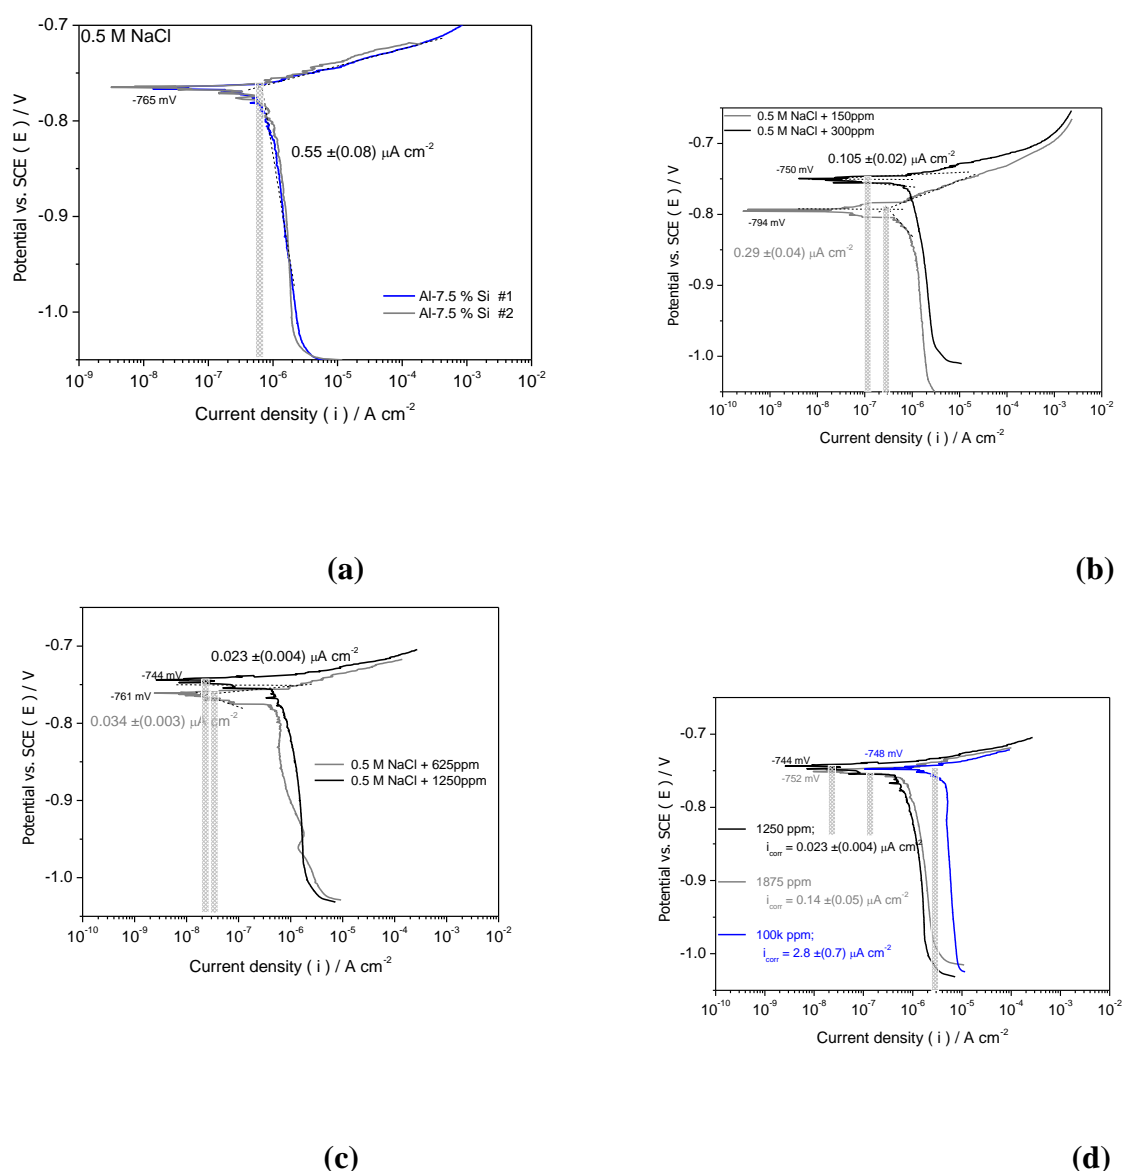 0.5 M NaCl
-0.7
-0.8
-0.9
-1.0
Potential vs. SCE ( E ) / V
-765 mV
0.55 ±(0.08) μA cm-2
Al-7.5 % Si #1
Al-7.5 % Si #2
10-9 10-8 10-7 10-6 10-5 10-4 10-3 10-2
Current density ( i ) / A cm-2
(a)
0.5 M NaCl + 150ppm
0.5 M NaCl + 300ppm
-0.7
-0.8
-0.9
-1.0
Potential vs. SCE ( E ) / V
0.105 ±(0.02) μA cm-2
-750 mV
-794 mV
0.29 ±(0.04) μA cm-2
10-10 10-9 10-8 10-7 10-6 10-5 10-4 10-3 10-2
Current density ( i ) / A cm-2
(b)
-0.7
-0.8
-0.9
-1.0
Potential vs. SCE ( E ) / V
0.023 ±(0.004) μA cm-2
-744 mV
-761 mV
0.034 ±(0.003) μA cm-2
0.5 M NaCl + 625ppm
0.5 M NaCl + 1250ppm
10-10 10-9 10-8 10-7 10-6 10-5 10-4 10-3 10-2
Current density ( i ) / A cm-2
(c)
-0.7
-0.8
-0.9
-1.0
Potential vs. SCE ( E ) / V
-748 mV
-744 mV
-752 mV
1250 ppm;
icorr = 0.023 ±(0.004) μA cm-2
1875 ppm
icorr = 0.14 ±(0.05) μA cm-2
100k ppm;
icorr = 2.8 ±(0.7) μA cm-2
10-10 10-9 10-8 10-7 10-6 10-5 10-4 10-3 10-2
Current density ( i ) / A cm-2
(d)